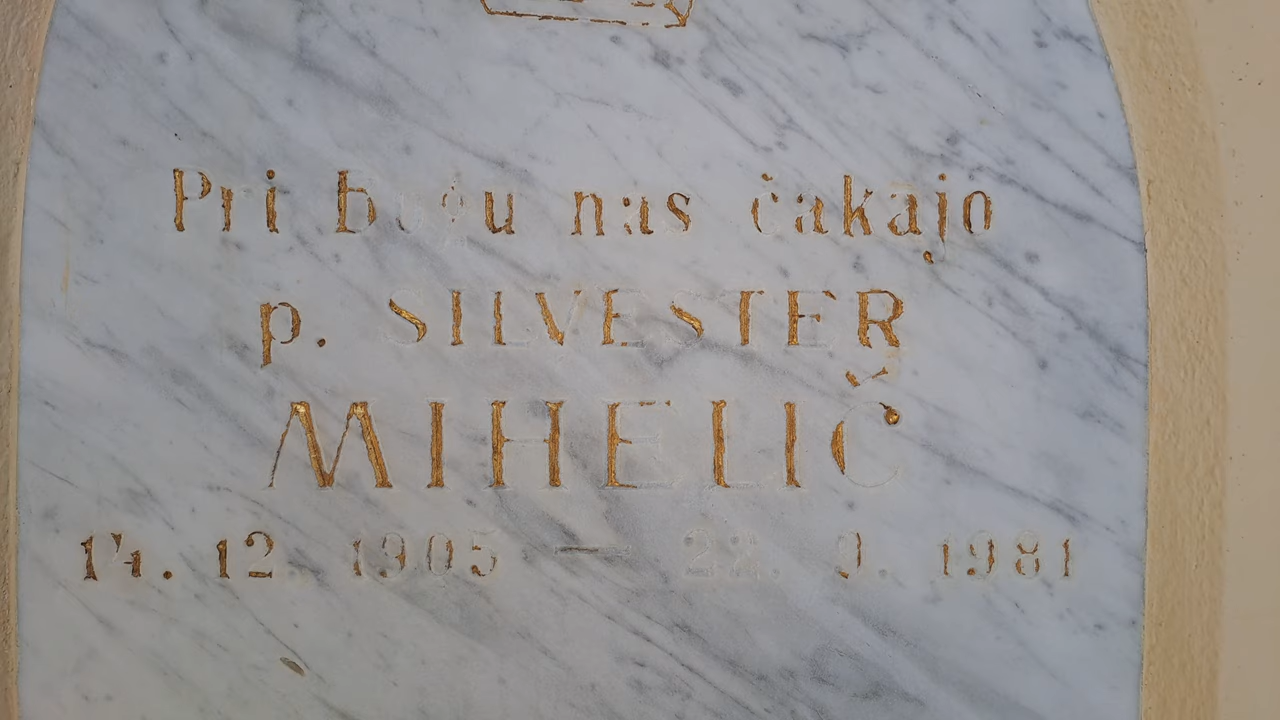 Pri Bogu nas čakajo
p. SILVESTER
MIHELIČ
14. 12. 1905 — 22. 9. 1981